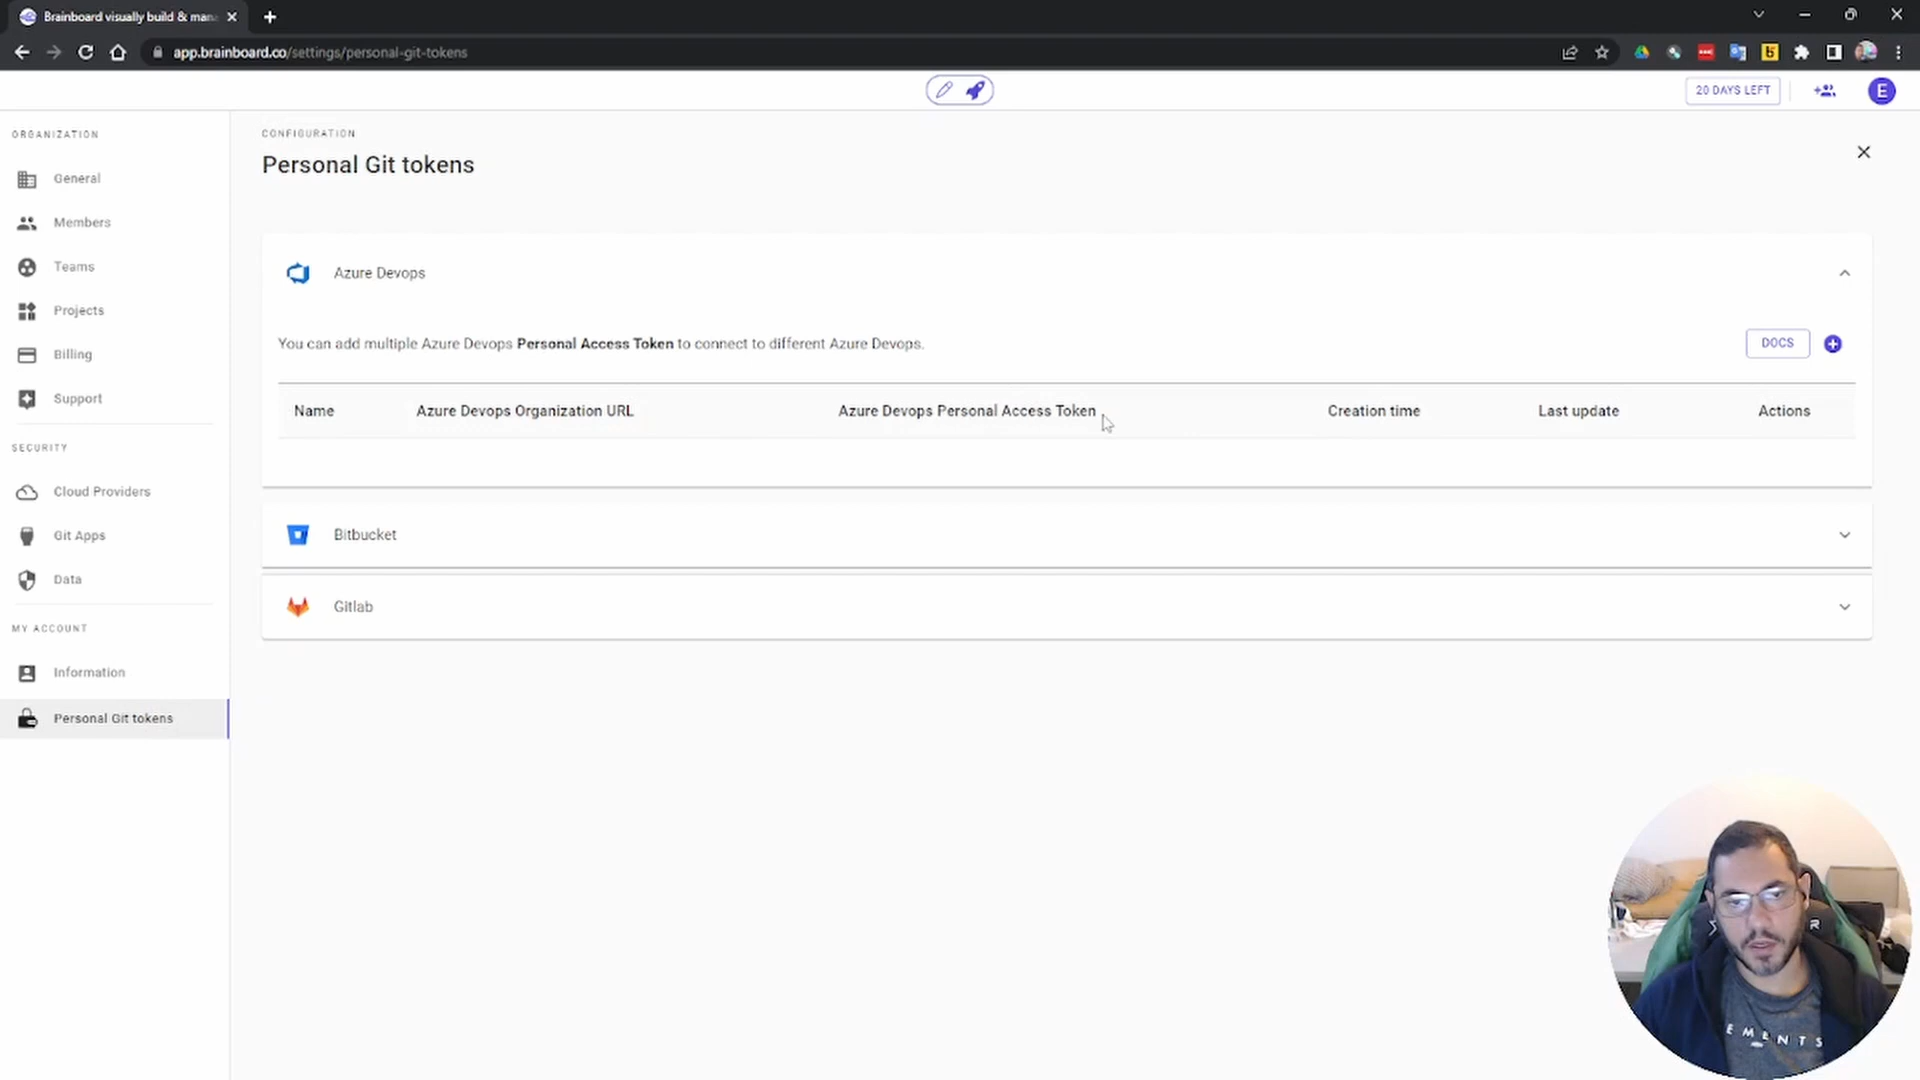 Brainboard visually build & mana
app.brainboard.co/settings/personal-git-tokens
20 DAYS LEFT
E
ORGANIZATION
General
Members
Teams
Projects
Billing
Support
SECURITY
Cloud Providers
Git Apps
Data
MY ACCOUNT
Information
Personal Git tokens
CONFIGURATION
Personal Git tokens
Azure Devops
You can add multiple Azure Devops Personal Access Token to connect to different Azure Devops.
DOCS
Name Azure Devops Organization URL Azure Devops Personal Access Token Creation time Last update Actions
Bitbucket
Gitlab
EMENTS